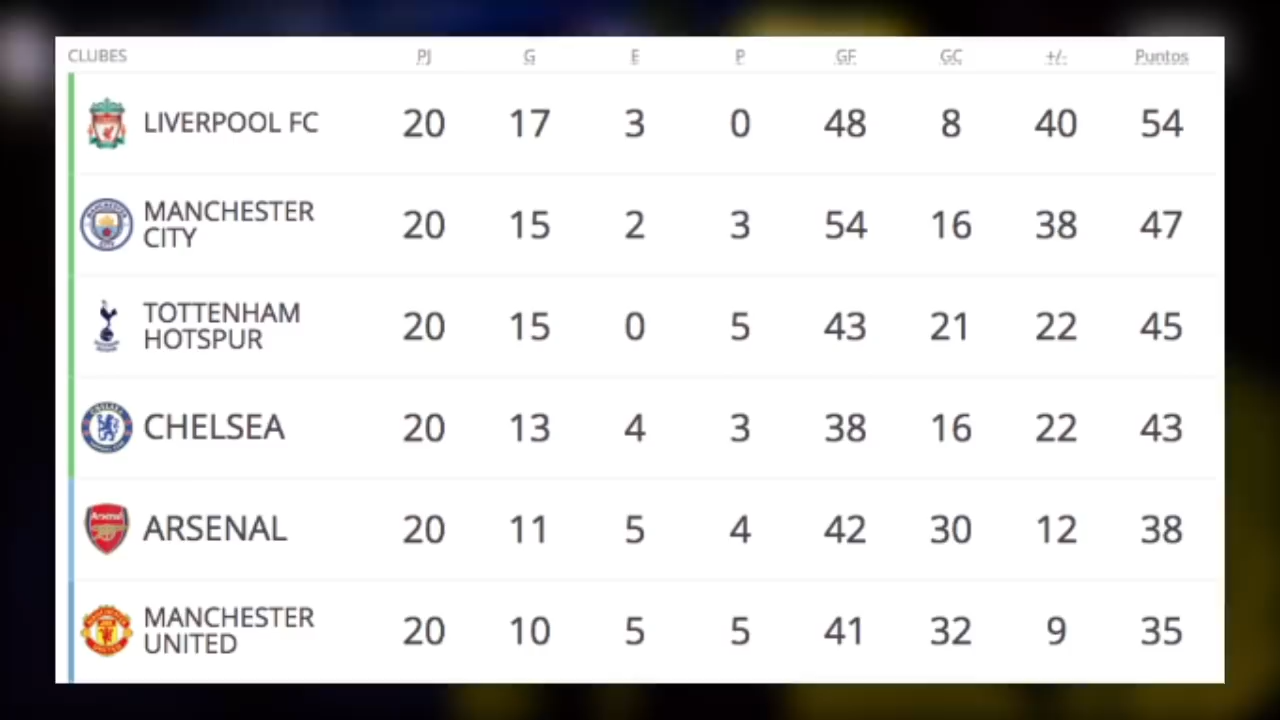 CLUBES PJ G E P GF GC +/- Puntos
LIVERPOOL FC 20 17 3 0 48 8 40 54
MANCHESTER
CITY 20 15 2 3 54 16 38 47
TOTTENHAM
HOTSPUR 20 15 0 5 43 21 22 45
CHELSEA 20 13 4 3 38 16 22 43
Arsenal
ARSENAL 20 11 5 4 42 30 12 38
MANCHESTER
UNITED 20 10 5 5 41 32 9 35